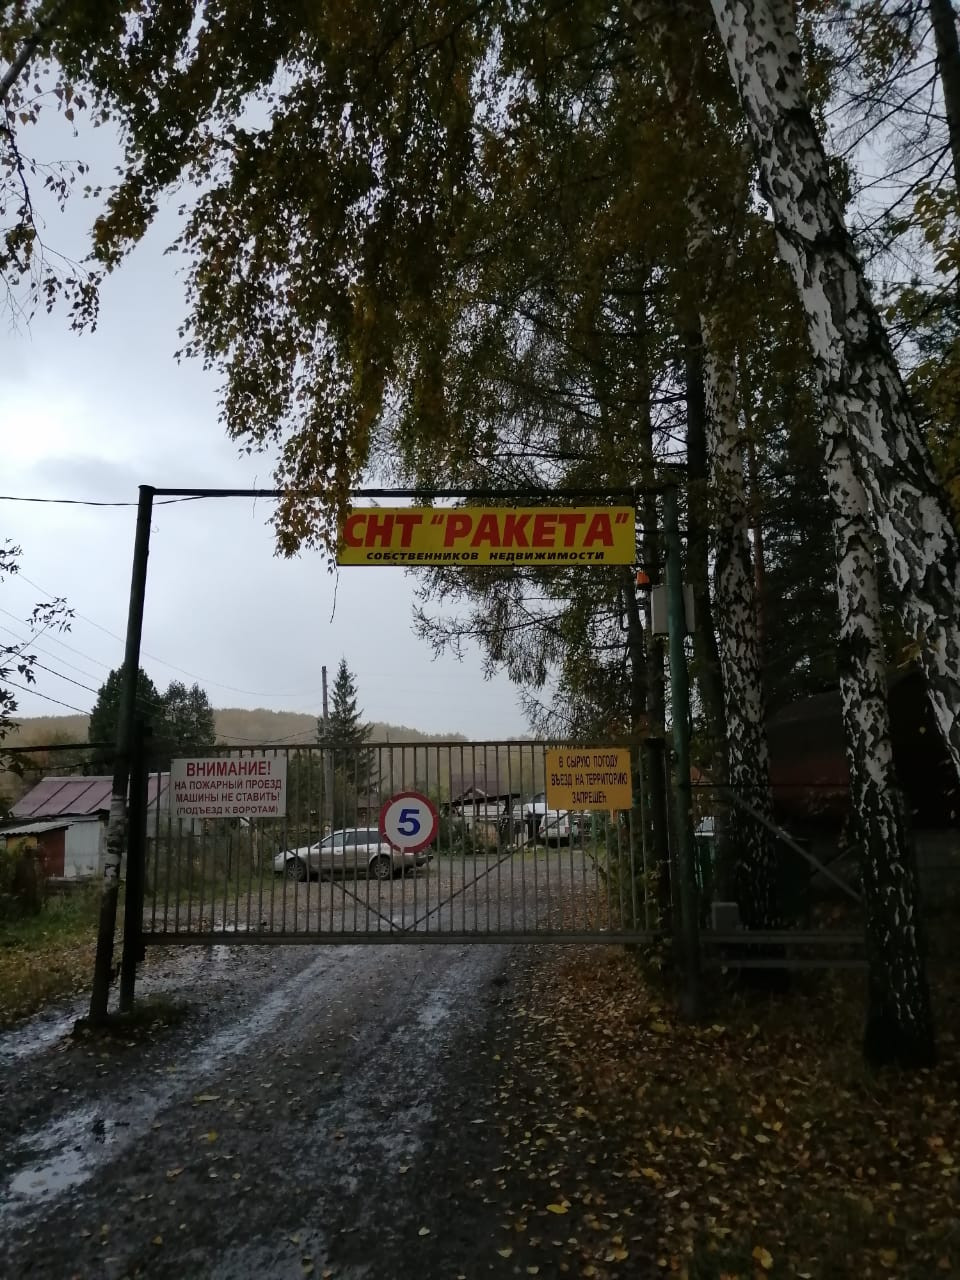 СНТ "РАКЕТА"
СОБСТВЕННИКОВ НЕДВИЖИМОСТИ
ВНИМАНИЕ!
НА ПОЖАРНЫЙ ПРОЕЗД
МАШИНЫ НЕ СТАВИТЬ!
(ПОДЪЕЗД К ВОРОТАМ)
5
В СЫРУЮ ПОГОДУ
ВЪЕЗД НА ТЕРРИТОРИЮ
ЗАПРЕЩЕН